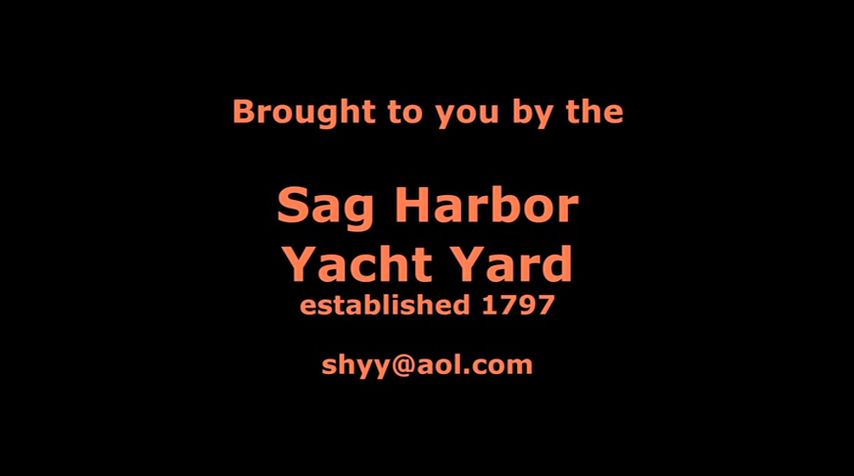 Brought to you by the
Sag Harbor
Yacht Yard
established 1797
shyy@aol.com